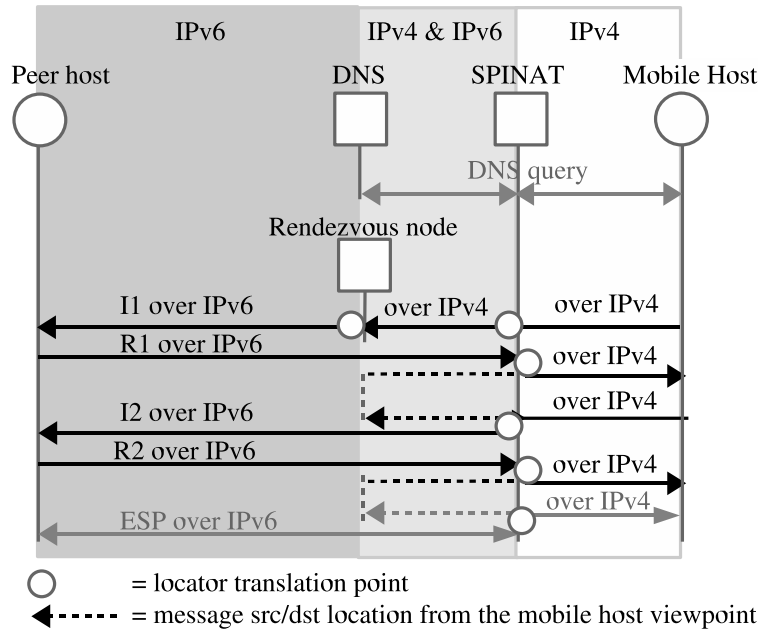 IPv6 IPv4 & IPv6 IPv4
Peer host DNS SPINAT Mobile Host
DNS query
Rendezvous node
I1 over IPv6 over IPv4 over IPv4
R1 over IPv6 over IPv4
I2 over IPv6 over IPv4
R2 over IPv6 over IPv4
ESP over IPv6 over IPv4
= locator translation point
= message src/dst location from the mobile host viewpoint